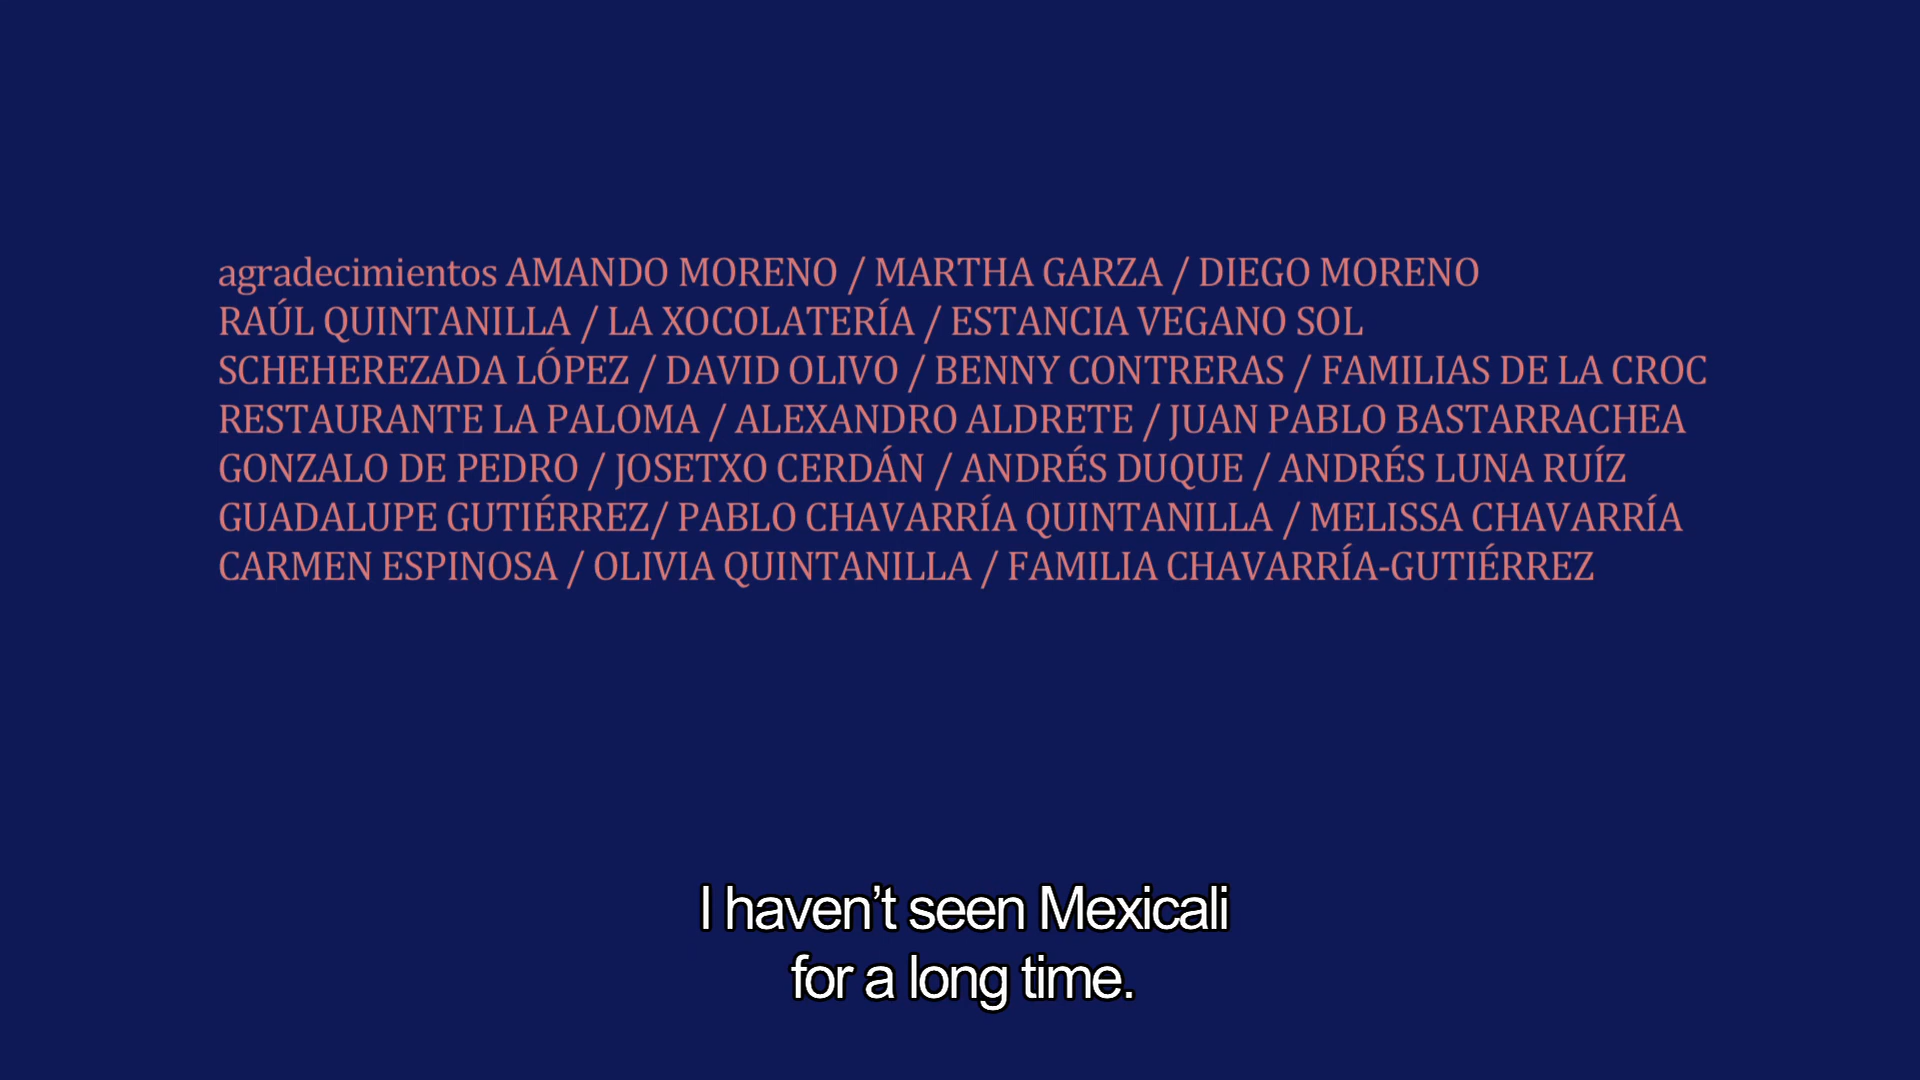 agradecimientos AMANDO MORENO / MARTHA GARZA / DIEGO MORENO
RAÚL QUINTANILLA / LA XOCOLATERÍA / ESTANCIA VEGANO SOL
SCHEHEREZADA LÓPEZ / DAVID OLIVO / BENNY CONTRERAS / FAMILIAS DE LA CROC
RESTAURANTE LA PALOMA / ALEXANDRO ALDRETE / JUAN PABLO BASTARRACHEA
GONZALO DE PEDRO / JOSETXO CERDÁN / ANDRÉS DUQUE / ANDRÉS LUNA RUÍZ
GUADALUPE GUTIÉRREZ/ PABLO CHAVARRÍA QUINTANILLA / MELISSA CHAVARRÍA
CARMEN ESPINOSA / OLIVIA QUINTANILLA / FAMILIA CHAVARRÍA-GUTIÉRREZ
I haven’t seen Mexicali
for a long time.